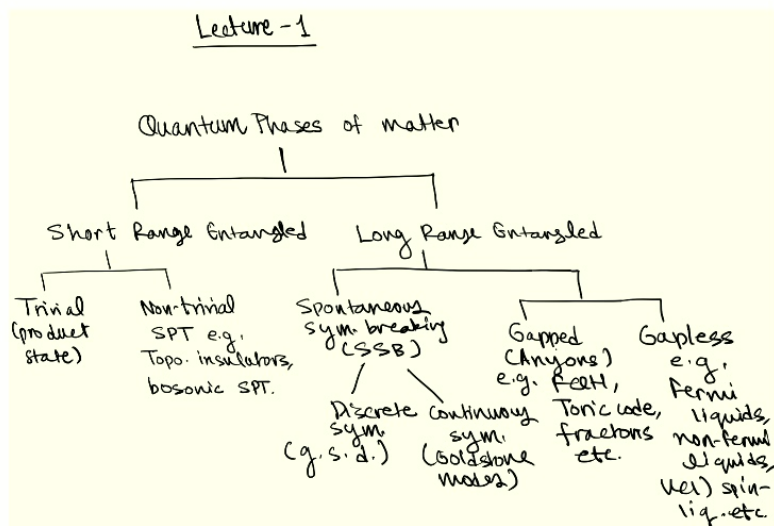 Lecture - 1
Quantum Phases of matter
Short Range Entangled
Long Range Entangled
Trivial
(product
state)
Non-trivial
SPT e.g.
Topo. insulators,
bosonic SPT.
Spontaneous
sym. breaking
(SSB)
Discrete
sym.
(g.s.d.)
Continuous
sym.
(Goldstone
modes)
Gapped
(Anyons)
e.g. FQH,
Toric code,
fractons
etc.
Gapless
e.g.
Fermi
liquids,
non-fermi
liquids,
U(1) spin-
liq. etc.